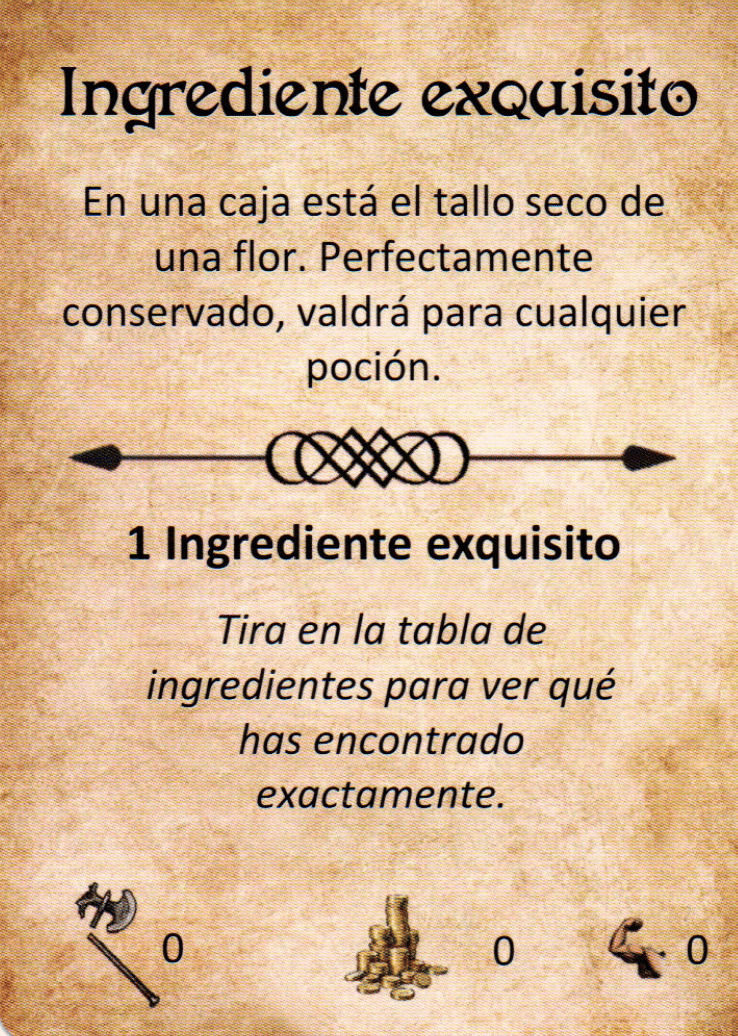 Ingrediente exquisito
En una caja está el tallo seco de
una flor. Perfectamente
conservado, valdrá para cualquier
poción.
1 Ingrediente exquisito
Tira en la tabla de
ingredientes para ver qué
has encontrado
exactamente.
0 0 0